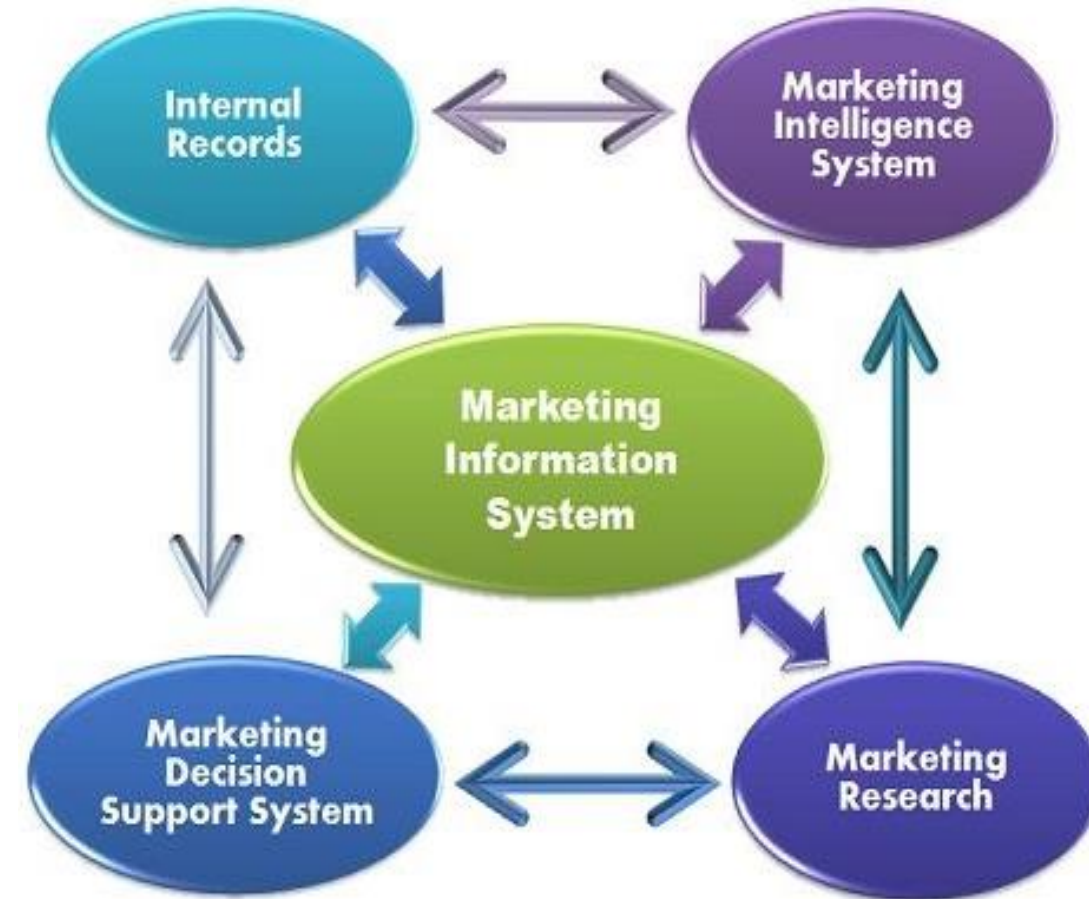 Internal
Records
Marketing
Intelligence
System
Marketing
Information
System
Marketing
Decision
Support System
Marketing
Research